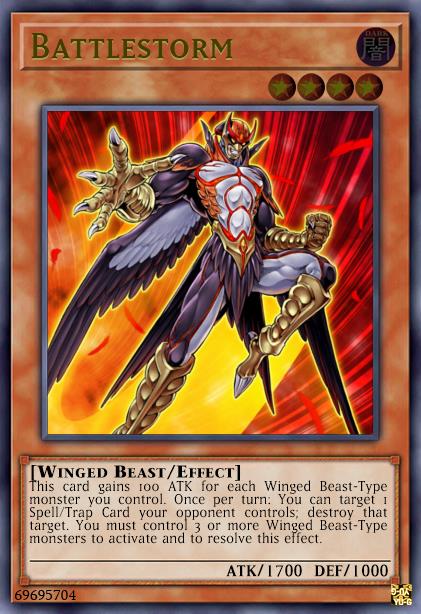 BATTLESTORM
DARK
闇
[WINGED BEAST/EFFECT]
This card gains 100 ATK for each Winged Beast-Type
monster you control. Once per turn: You can target 1
Spell/Trap Card your opponent controls; destroy that
target. You must control 3 or more Winged Beast-Type
monsters to activate and to resolve this effect.
ATK/1700 DEF/1000
69695704